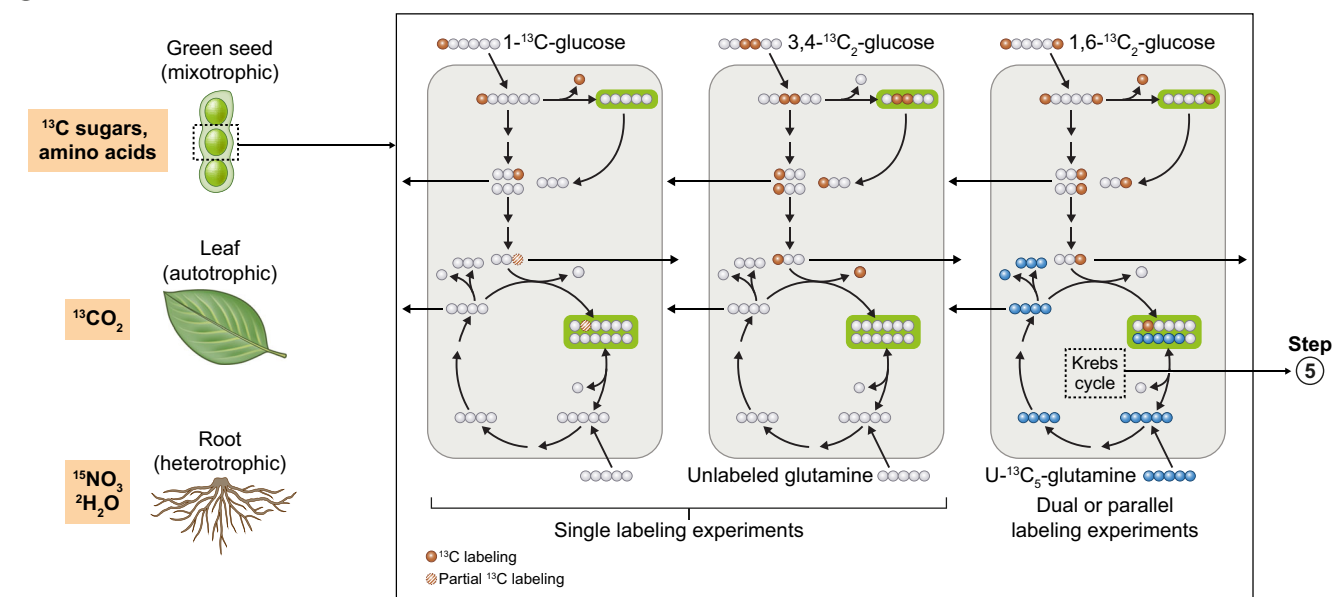 Green seed
(mixotrophic)
¹³C sugars,
amino acids
Leaf
(autotrophic)
¹³CO₂
Root
(heterotrophic)
¹⁵NO₃
²H₂O
1-¹³C-glucose
3,4-¹³C₂-glucose
1,6-¹³C₂-glucose
Krebs
cycle
Step
5
Unlabeled glutamine
U-¹³C₅-glutamine
Single labeling experiments
Dual or parallel
labeling experiments
¹³C labeling
Partial ¹³C labeling